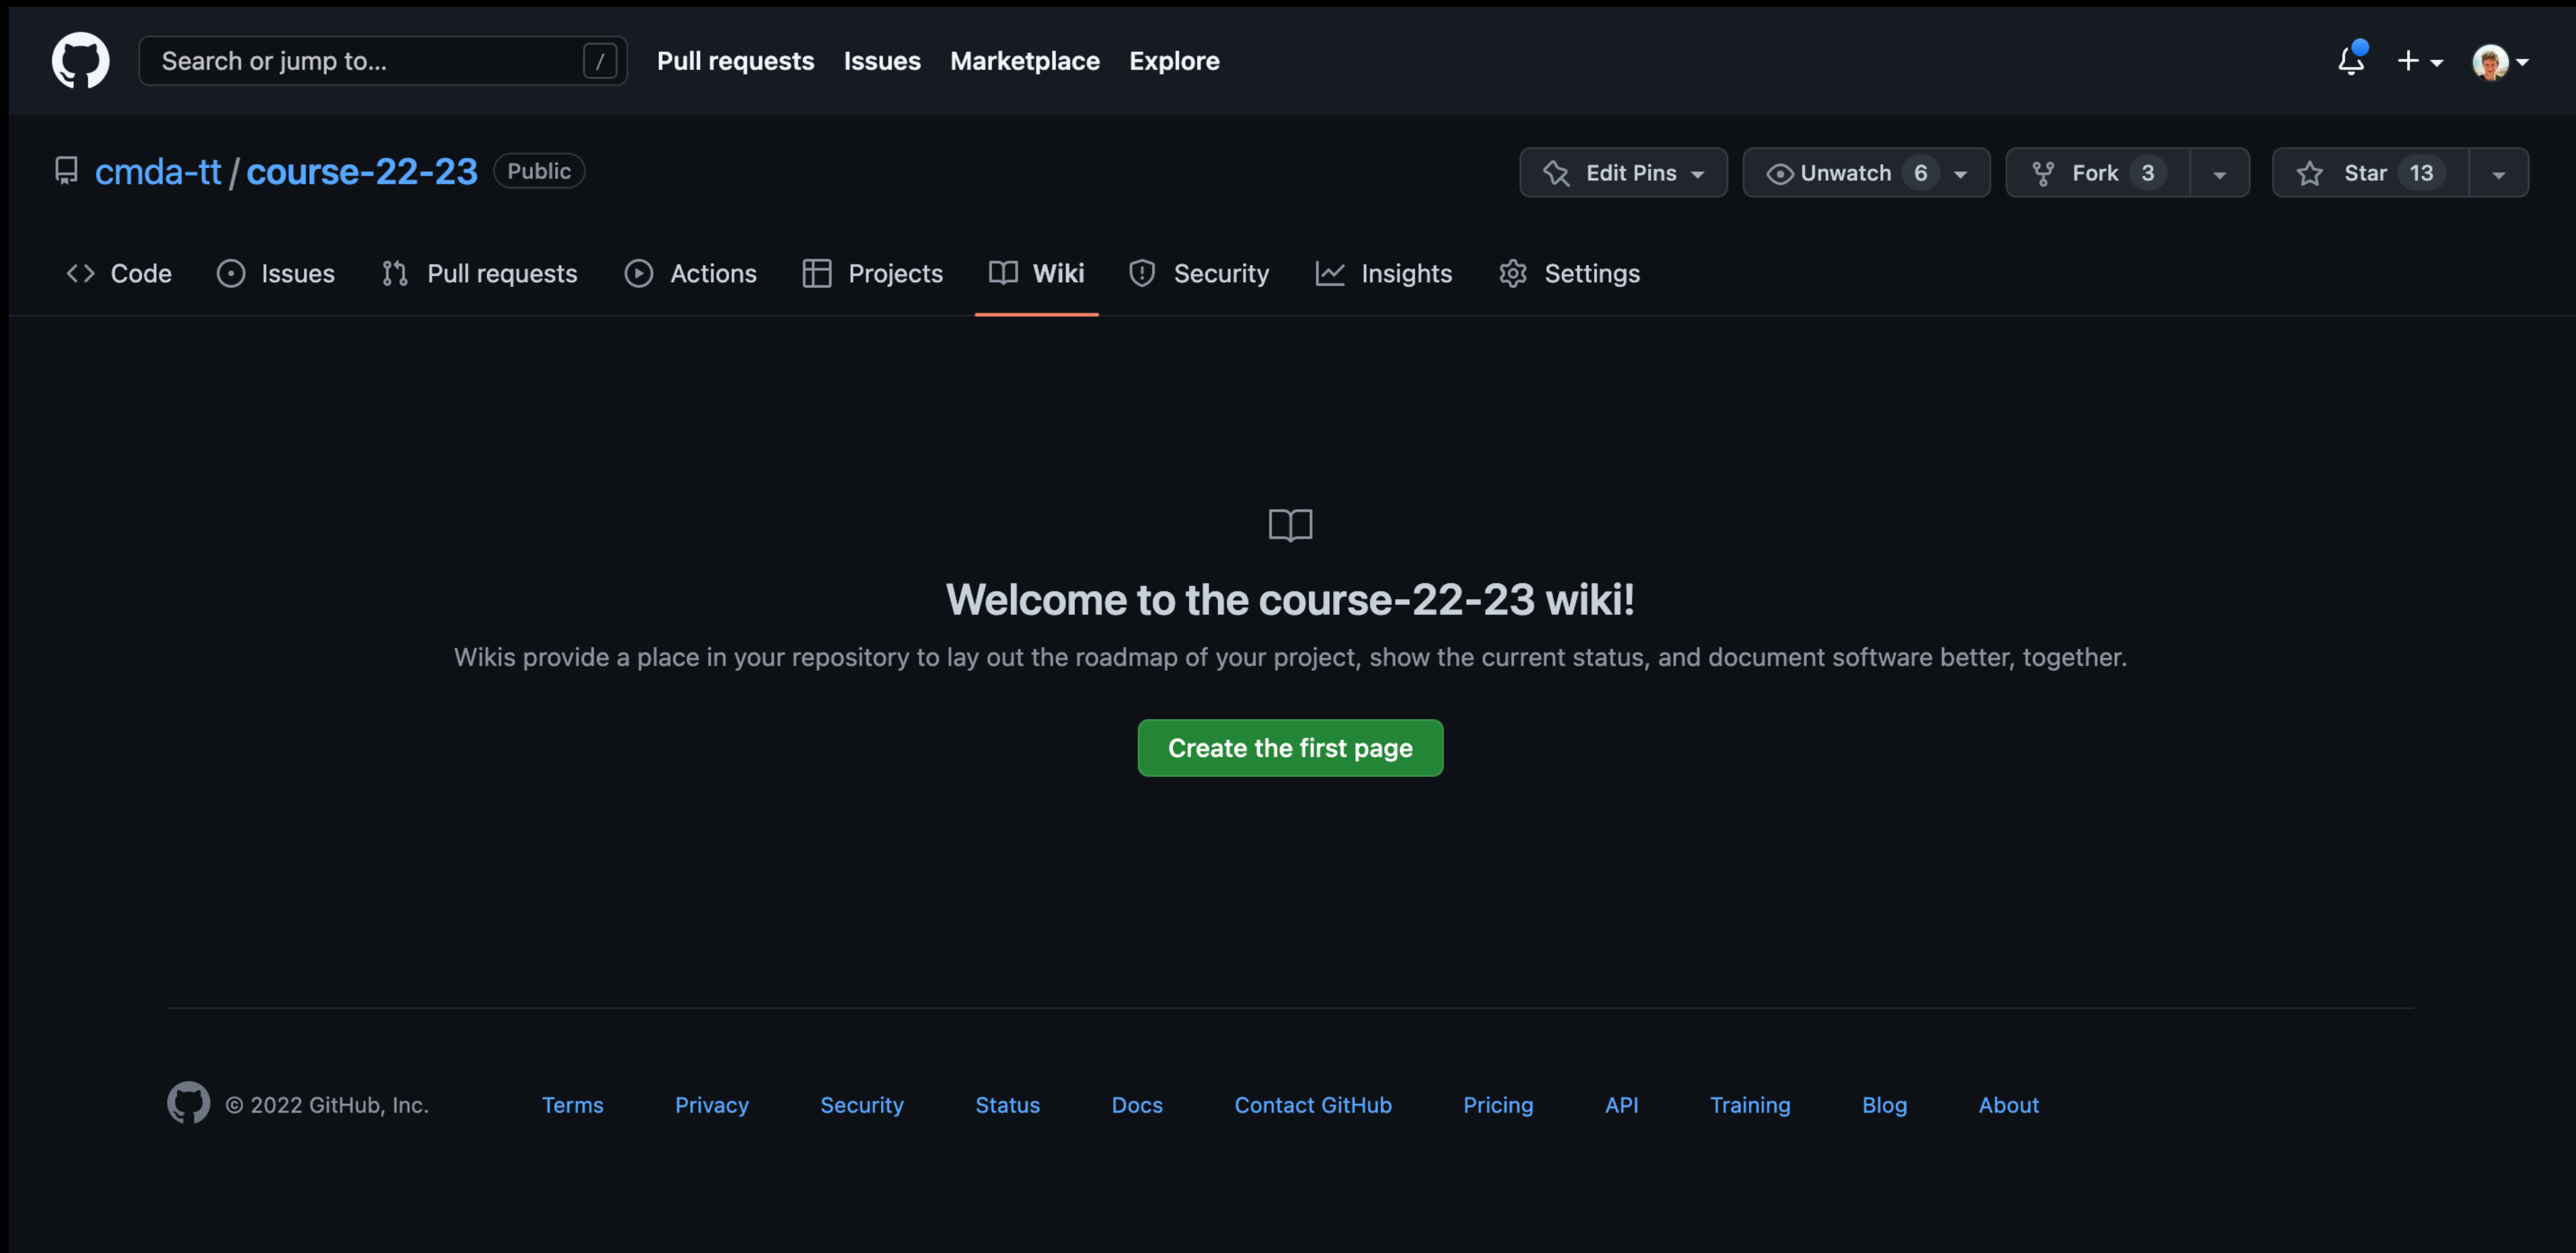 Search or jump to... / Pull requests Issues Marketplace Explore
cmda-tt / course-22-23 Public Edit Pins Unwatch 6 Fork 3 Star 13
Code Issues Pull requests Actions Projects Wiki Security Insights Settings
Welcome to the course-22-23 wiki!
Wikis provide a place in your repository to lay out the roadmap of your project, show the current status, and document software better, together.
Create the first page
© 2022 GitHub, Inc. Terms Privacy Security Status Docs Contact GitHub Pricing API Training Blog About